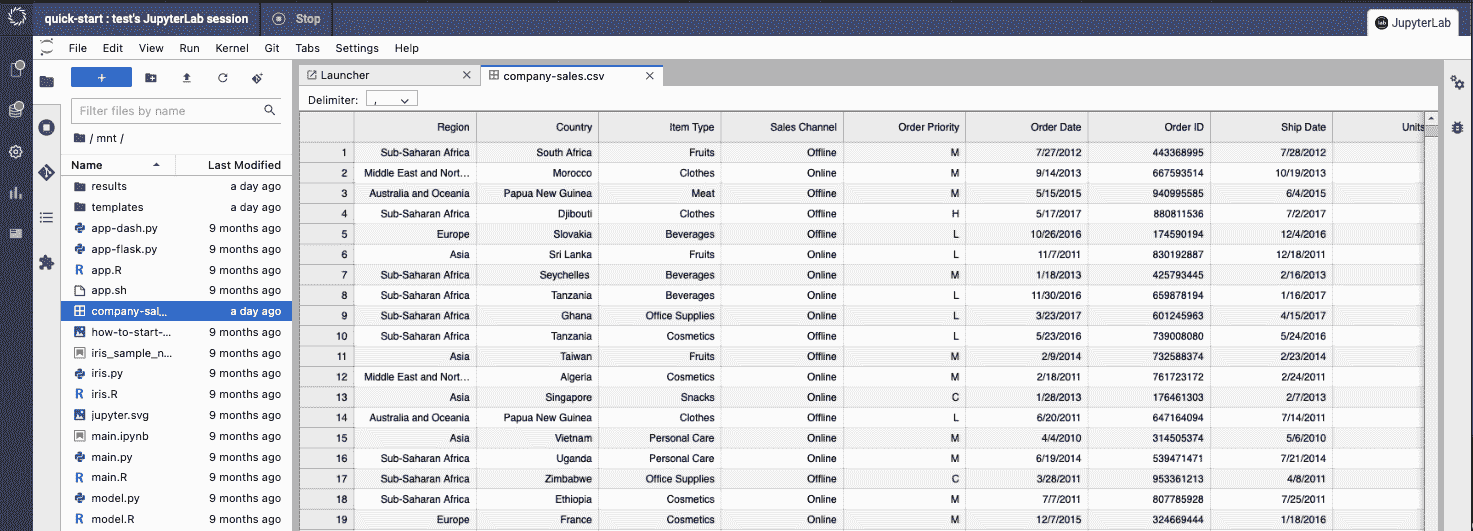 quick-start : test's JupyterLab session Stop lab JupyterLab
File Edit View Run Kernel Git Tabs Settings Help
+ Launcher company-sales.csv
Filter files by name Delimiter: ,
/ mnt / Region Country Item Type Sales Channel Order Priority Order Date Order ID Ship Date Units
Name Last Modified
1 Sub-Saharan Africa South Africa Fruits Offline M 7/27/2012 443368995 7/28/2012
results a day ago 2 Middle East and Nort... Morocco Clothes Online M 9/14/2013 667593514 10/19/2013
templates a day ago 3 Australia and Oceania Papua New Guinea Meat Offline M 5/15/2015 940995585 6/4/2015
app-dash.py 9 months ago 4 Sub-Saharan Africa Djibouti Clothes Offline H 5/17/2017 880811536 7/2/2017
app-flask.py 9 months ago 5 Europe Slovakia Beverages Offline L 10/26/2016 174590194 12/4/2016
app.R 9 months ago 6 Asia Sri Lanka Fruits Online L 11/7/2011 830192887 12/18/2011
app.sh 9 months ago 7 Sub-Saharan Africa Seychelles Beverages Online M 1/18/2013 425793445 2/16/2013
company-sal... a day ago 8 Sub-Saharan Africa Tanzania Beverages Online L 11/30/2016 659878194 1/16/2017
how-to-start-... 9 months ago 9 Sub-Saharan Africa Ghana Office Supplies Online L 3/23/2017 601245963 4/15/2017
iris_sample_n... 9 months ago 10 Sub-Saharan Africa Tanzania Cosmetics Offline L 5/23/2016 739008080 5/24/2016
iris.py 9 months ago 11 Asia Taiwan Fruits Offline M 2/9/2014 732588374 2/23/2014
iris.R 9 months ago 12 Middle East and Nort... Algeria Cosmetics Online M 2/18/2011 761723172 2/24/2011
jupyter.svg 9 months ago 13 Asia Singapore Snacks Online C 1/28/2013 176461303 2/7/2013
main.ipynb 9 months ago 14 Australia and Oceania Papua New Guinea Clothes Offline L 6/20/2011 647164094 7/14/2011
main.py 9 months ago 15 Asia Vietnam Personal Care Online M 4/4/2010 314505374 5/6/2010
main.R 9 months ago 16 Sub-Saharan Africa Uganda Personal Care Online M 6/19/2014 539471471 7/21/2014
model.py 9 months ago 17 Sub-Saharan Africa Zimbabwe Office Supplies Offline C 3/28/2011 953361213 4/8/2011
model.R 9 months ago 18 Sub-Saharan Africa Ethiopia Cosmetics Online M 7/7/2011 807785928 7/25/2011
19 Europe France Cosmetics Online M 12/7/2015 324669444 1/18/2016